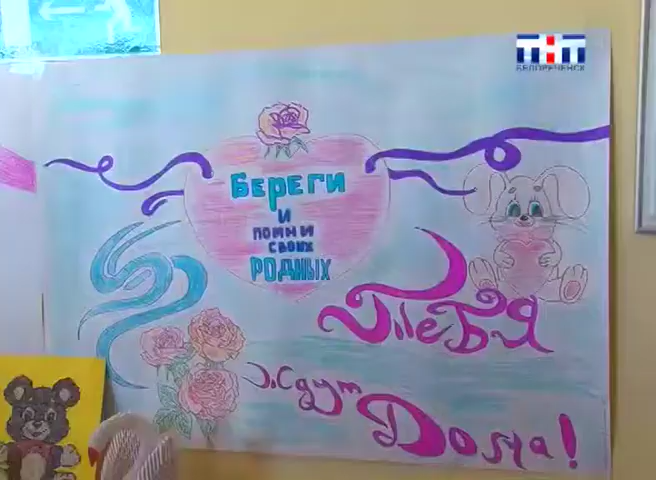 ТНТ
БЕЛОРЕЧЕНСК
Береги
и
помни
своих
родных
Тебя
ждут
Дома!